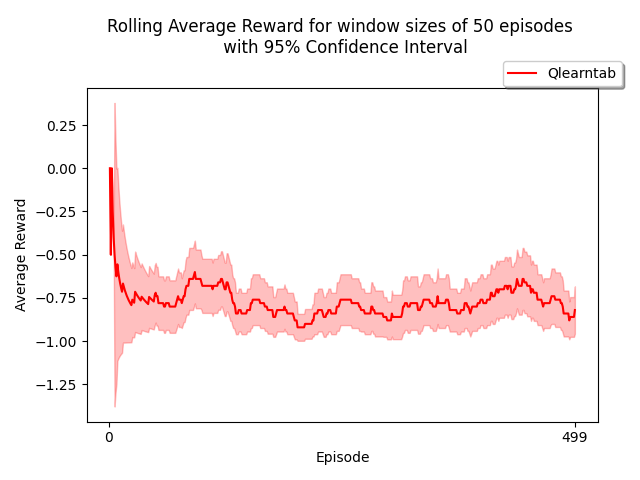 Rolling Average Reward for window sizes of 50 episodes
with 95% Confidence Interval
Qlearntab
0.25
0.00
−0.25
−0.50
−0.75
−1.00
−1.25
Average Reward
0
499
Episode